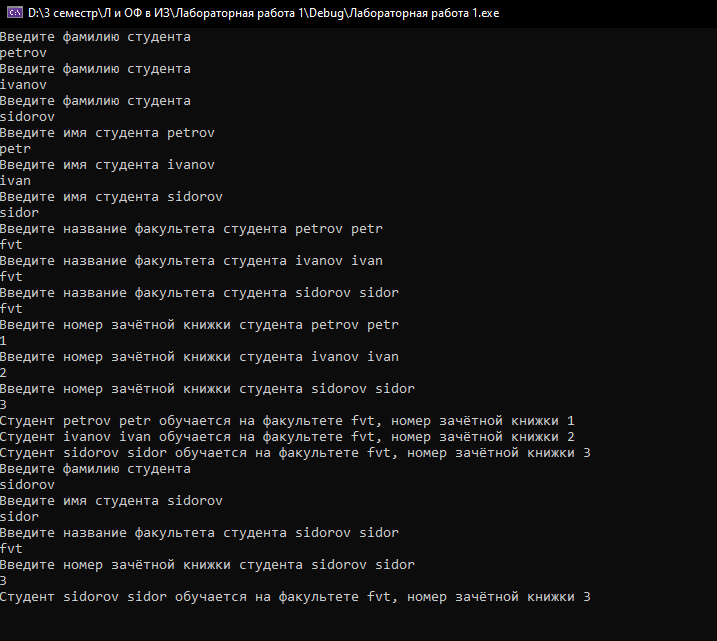 D:\3 семестр\Л и ОФ в ИЗ\Лабораторная работа 1\Debug\Лабораторная работа 1.exe
Введите фамилию студента
petrov
Введите фамилию студента
ivanov
Введите фамилию студента
sidorov
Введите имя студента petrov
petr
Введите имя студента ivanov
ivan
Введите имя студента sidorov
sidor
Введите название факультета студента petrov petr
fvt
Введите название факультета студента ivanov ivan
fvt
Введите название факультета студента sidorov sidor
fvt
Введите номер зачётной книжки студента petrov petr
1
Введите номер зачётной книжки студента ivanov ivan
2
Введите номер зачётной книжки студента sidorov sidor
3
Студент petrov petr обучается на факультете fvt, номер зачётной книжки 1
Студент ivanov ivan обучается на факультете fvt, номер зачётной книжки 2
Студент sidorov sidor обучается на факультете fvt, номер зачётной книжки 3
Введите фамилию студента
sidorov
Введите имя студента sidorov
sidor
Введите название факультета студента sidorov sidor
fvt
Введите номер зачётной книжки студента sidorov sidor
3
Студент sidorov sidor обучается на факультете fvt, номер зачётной книжки 3